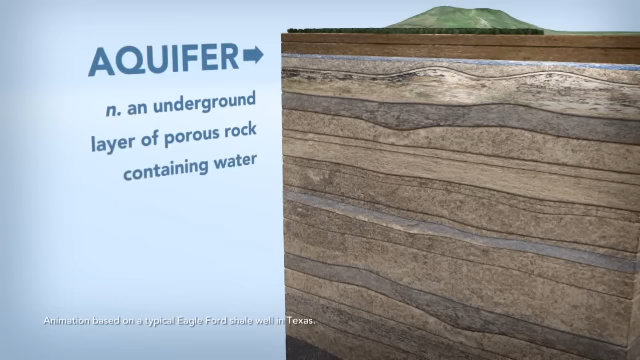 AQUIFER
n. an underground
layer of porous rock
containing water
Animation based on a typical Eagle Ford shale well in Texas.